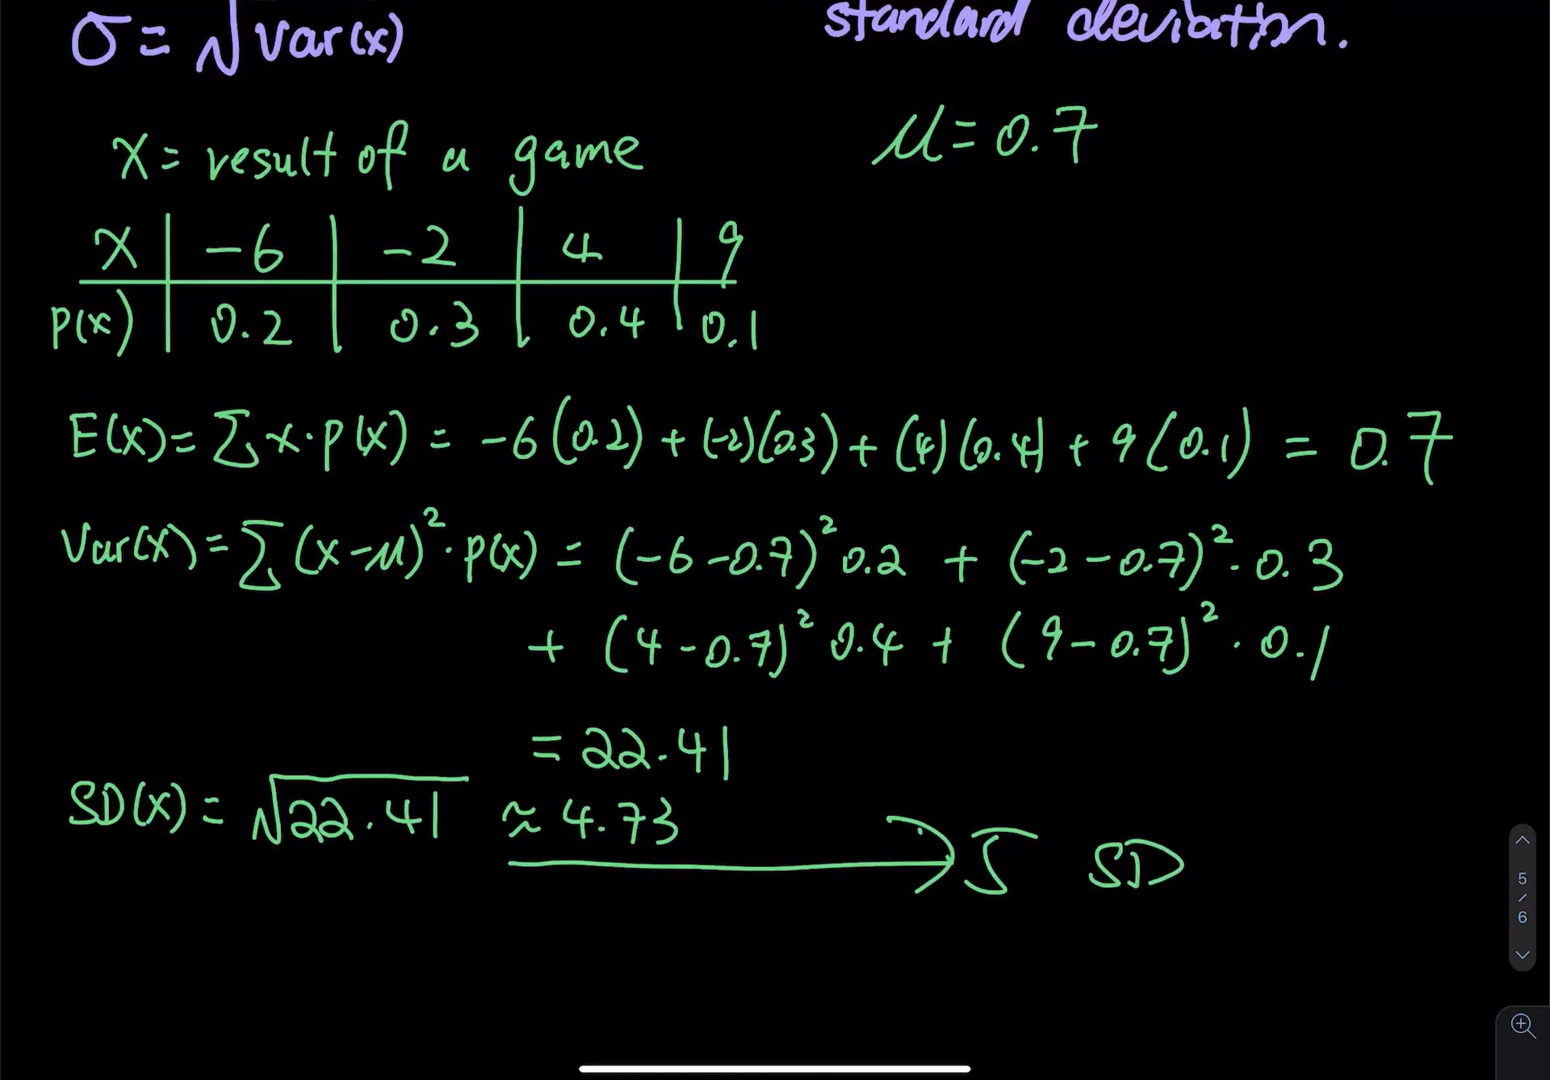 σ = √var(x)
standard deviation.
X = result of a game
μ = 0.7
X | -6 | -2 | 4 | 9
P(x) | 0.2 | 0.3 | 0.4 | 0.1
E(x) = ∑ x · p(x) = -6(0.2) + (-2)(0.3) + (4)(0.4) + 9(0.1) = 0.7
Var(x) = ∑ (x-μ)² · p(x) = (-6-0.7)² 0.2 + (-2-0.7)² · 0.3
+ (4-0.7)² 0.4 + (9-0.7)² · 0.1
= 22.41
SD(x) = √22.41 ≈ 4.73
SD
5
/
6